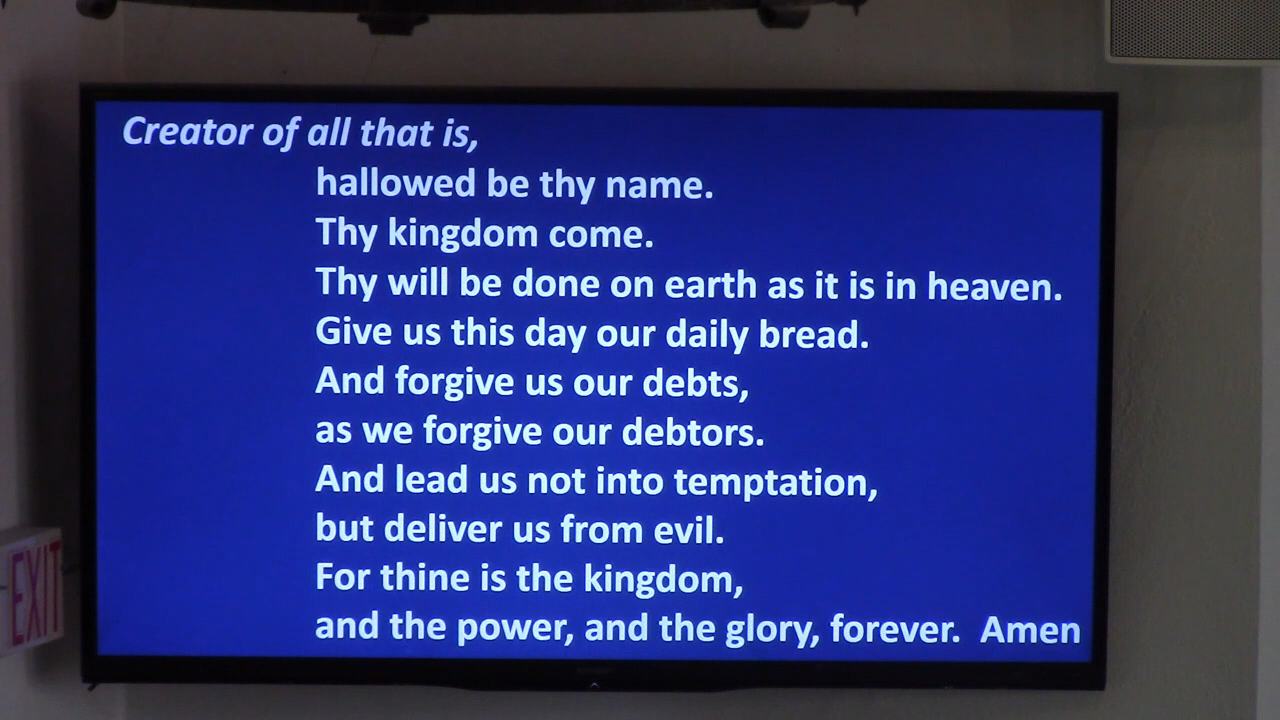 Creator of all that is,
hallowed be thy name.
Thy kingdom come.
Thy will be done on earth as it is in heaven.
Give us this day our daily bread.
And forgive us our debts,
as we forgive our debtors.
And lead us not into temptation,
but deliver us from evil.
For thine is the kingdom,
and the power, and the glory, forever.  Amen
EXIT